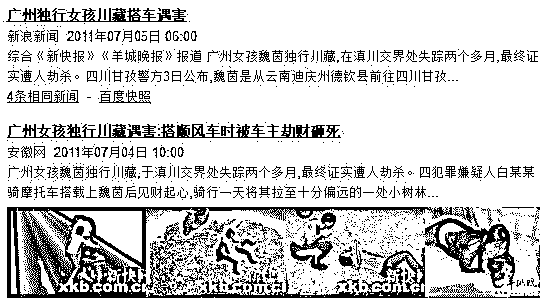 广州独行女孩川藏搭车遇害
新浪新闻 2011年07月05日 06:00
综合《新快报》《羊城晚报》报道 广州女孩魏茵独行川藏,在滇川交界处失踪两个多月,最终证
实遭人劫杀。四川甘孜警方3日公布,魏茵是从云南迪庆州德钦县前往四川甘孜...
4条相同新闻 - 百度快照
广州女孩独行川藏遇害:搭顺风车时被车主劫财砸死
安徽网 2011年07月04日 10:00
广州女孩魏茵独行川藏,于滇川交界处失踪两个多月,最终证实遭人劫杀。四犯罪嫌疑人白某某
骑摩托车搭载上魏茵后见财起心,骑行一天将其拉至十分偏远的一处小树林...
xkb.com.cn
xkb.com.cn